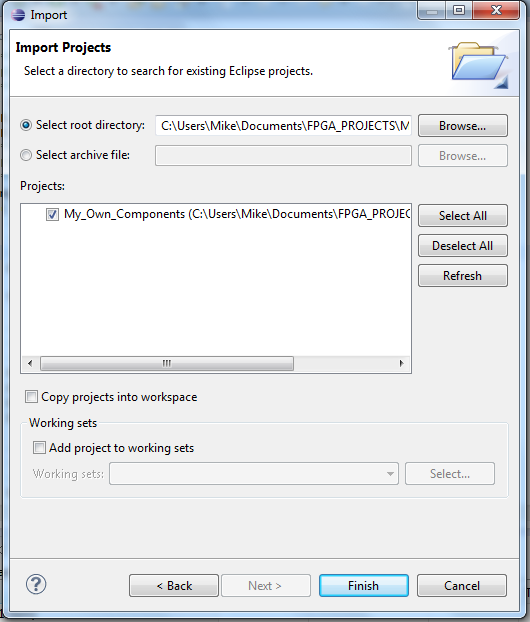 Import
Import Projects
Select a directory to search for existing Eclipse projects.
Select root directory: C:\Users\Mike\Documents\FPGA_PROJECTS\M Browse...
Select archive file: Browse...
Projects:
My_Own_Components (C:\Users\Mike\Documents\FPGA_PROJEC
Select All
Deselect All
Refresh
Copy projects into workspace
Working sets
Add project to working sets
Working sets: Select...
? < Back Next > Finish Cancel